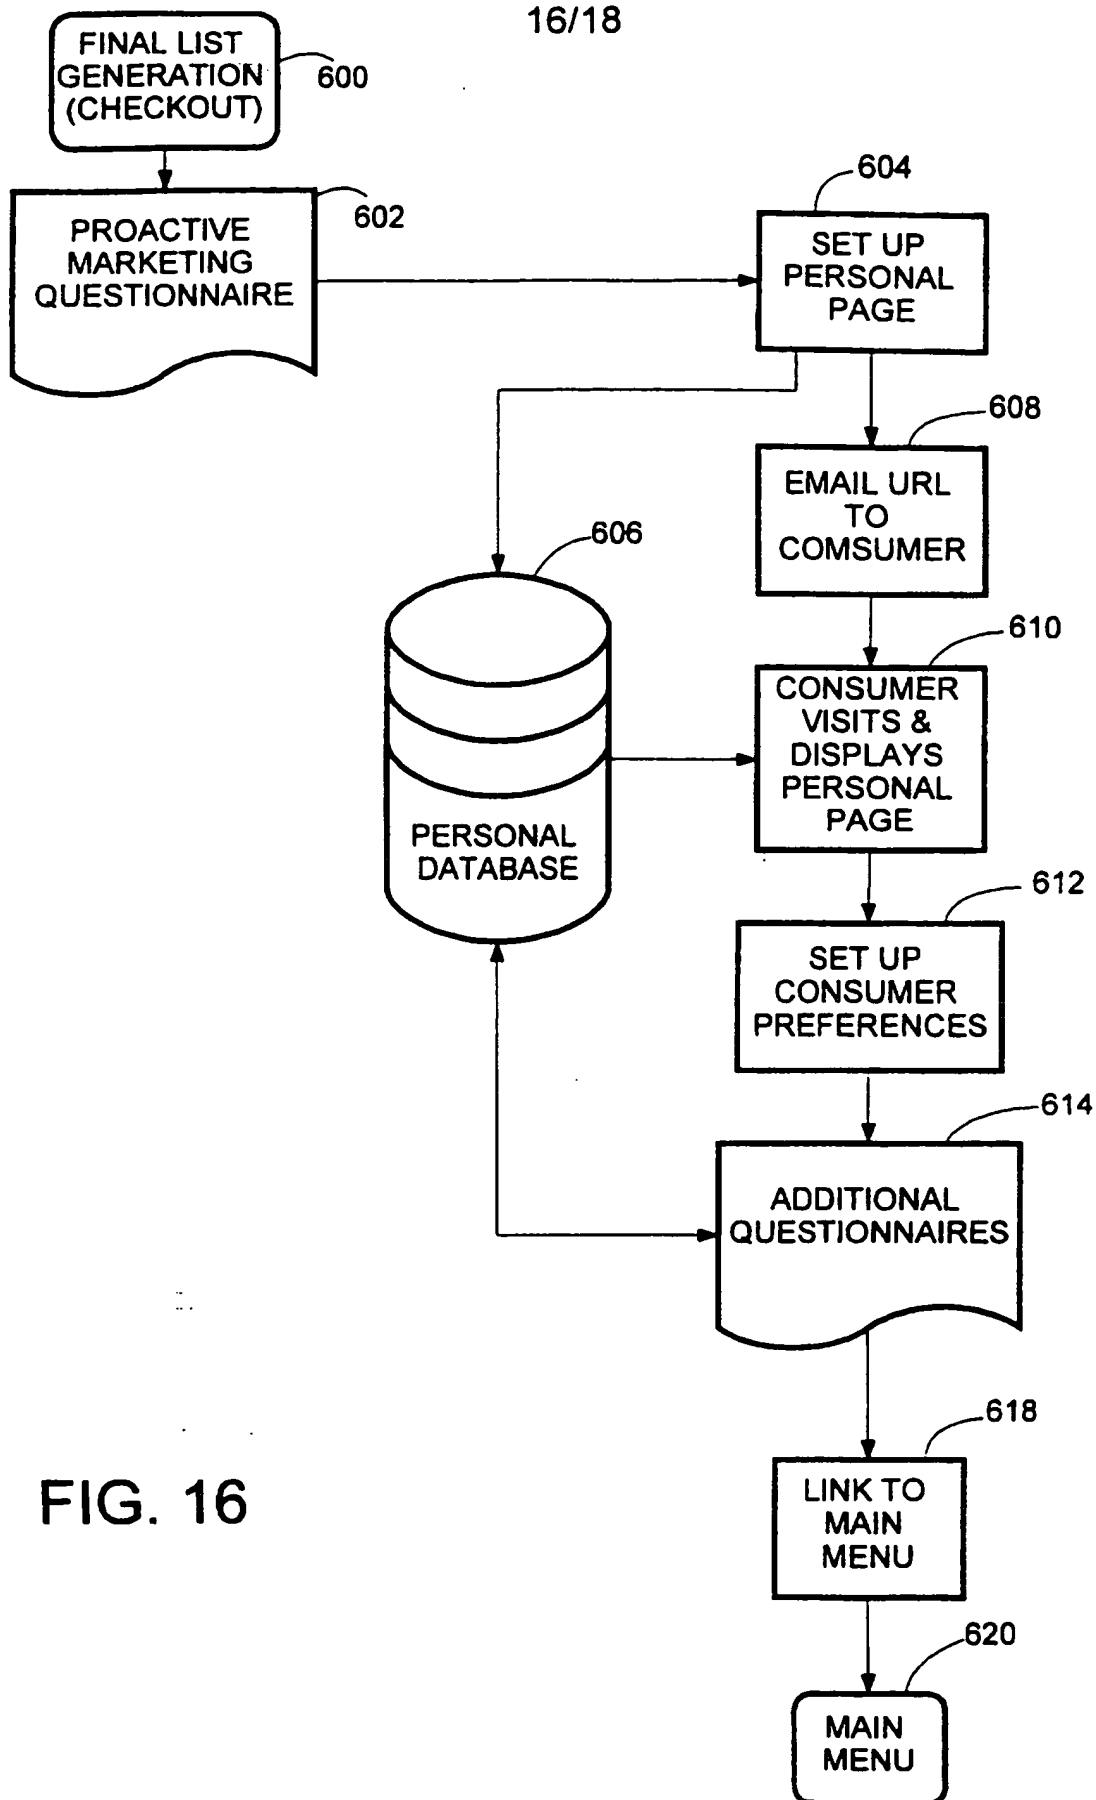 16/18
FINAL LIST
GENERATION
(CHECKOUT)
600
PROACTIVE
MARKETING
QUESTIONNAIRE
602
604
SET UP
PERSONAL
PAGE
608
EMAIL URL
TO
COMSUMER
606
PERSONAL
DATABASE
610
CONSUMER
VISITS &
DISPLAYS
PERSONAL
PAGE
612
SET UP
CONSUMER
PREFERENCES
614
ADDITIONAL
QUESTIONNAIRES
618
LINK TO
MAIN
MENU
620
MAIN
MENU
FIG. 16